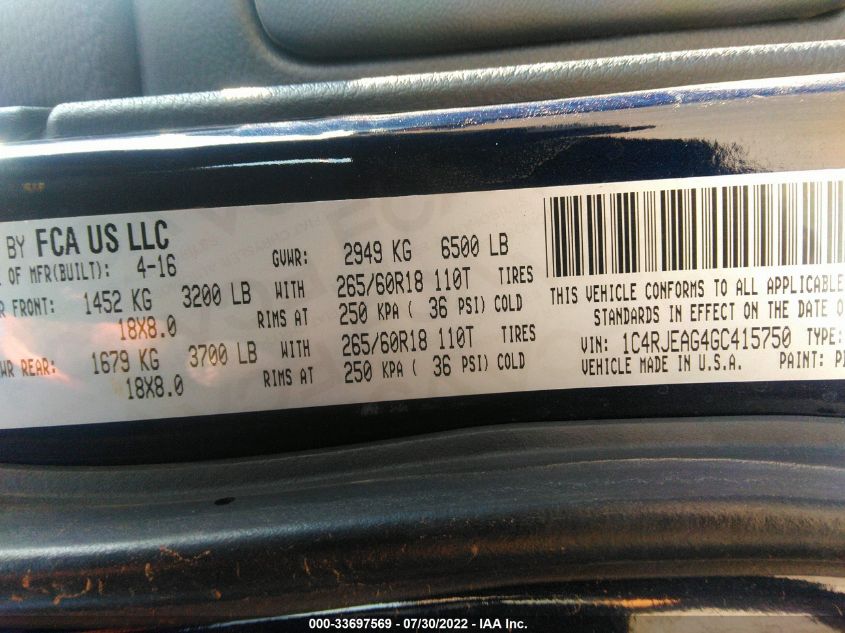 BY FCA US LLC
OF MFR(BUILT): 4-16 GVWR: 2949 KG 6500 LB
FRONT: 1452 KG 3200 LB WITH 265/60R18 110T TIRES
18X8.0 RIMS AT 250 KPA ( 36 PSI) COLD
REAR: 1679 KG 3700 LB WITH 265/60R18 110T TIRES
18X8.0 RIMS AT 250 KPA ( 36 PSI) COLD
THIS VEHICLE CONFORMS TO ALL APPLICABLE
STANDARDS IN EFFECT ON THE DATE O
VIN: 1C4RJEAG4GC415750 TYPE:
VEHICLE MADE IN U.S.A. PAINT:
000-33697569 / 07/30/2022 - IAA Inc.